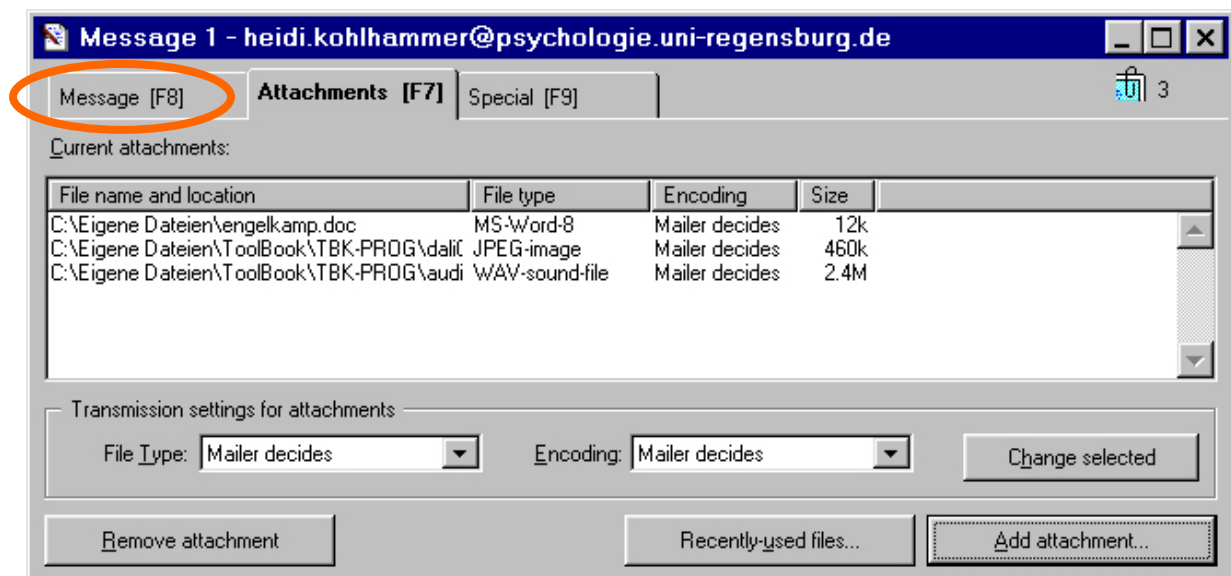 Message 1 - heidi.kohlhammer@psychologie.uni-regensburg.de
Message [F8] Attachments [F7] Special [F9] 3
Current attachments:
File name and location File type Encoding Size
C:\Eigene Dateien\engelkamp.doc MS-Word-8 Mailer decides 12k
C:\Eigene Dateien\ToolBook\TBK-PROG\dali JPEG-image Mailer decides 460k
C:\Eigene Dateien\ToolBook\TBK-PROG\audi WAV-sound-file Mailer decides 2.4M
Transmission settings for attachments
File Type: Mailer decides Encoding: Mailer decides Change selected
Remove attachment Recently-used files... Add attachment...